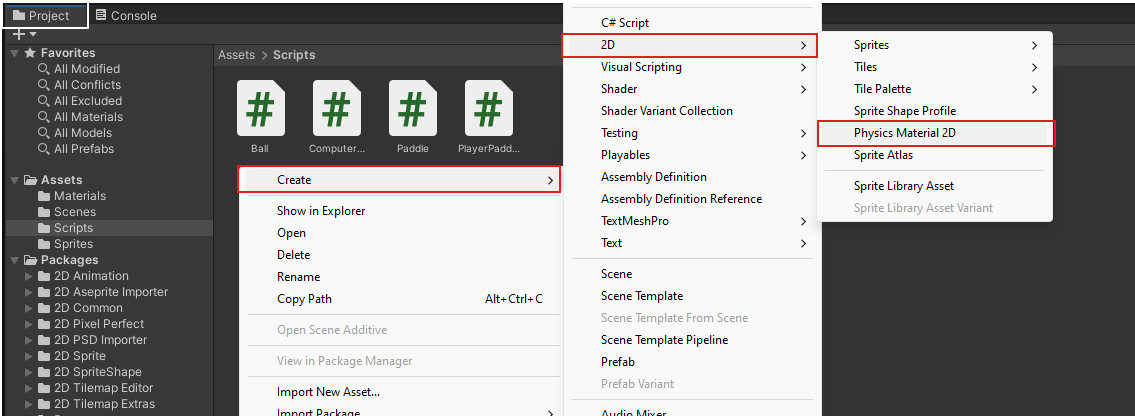 Project
Console
Favorites
All Modified
All Conflicts
All Excluded
All Materials
All Models
All Prefabs
Assets
Materials
Scenes
Scripts
Sprites
Packages
2D Animation
2D Aseprite Importer
2D Common
2D Pixel Perfect
2D PSD Importer
2D Sprite
2D SpriteShape
2D Tilemap Editor
2D Tilemap Extras
Assets > Scripts
#
#
#
#
Ball
Computer...
Paddle
PlayerPadd...
Create
Show in Explorer
Open
Delete
Rename
Copy Path Alt+Ctrl+C
Open Scene Additive
View in Package Manager
Import New Asset...
Import Package
C# Script
2D
Visual Scripting
Shader
Shader Variant Collection
Testing
Playables
Assembly Definition
Assembly Definition Reference
TextMeshPro
Text
Scene
Scene Template
Scene Template From Scene
Scene Template Pipeline
Prefab
Prefab Variant
Audio Mixer
Sprites
Tiles
Tile Palette
Sprite Shape Profile
Physics Material 2D
Sprite Atlas
Sprite Library Asset
Sprite Library Asset Variant